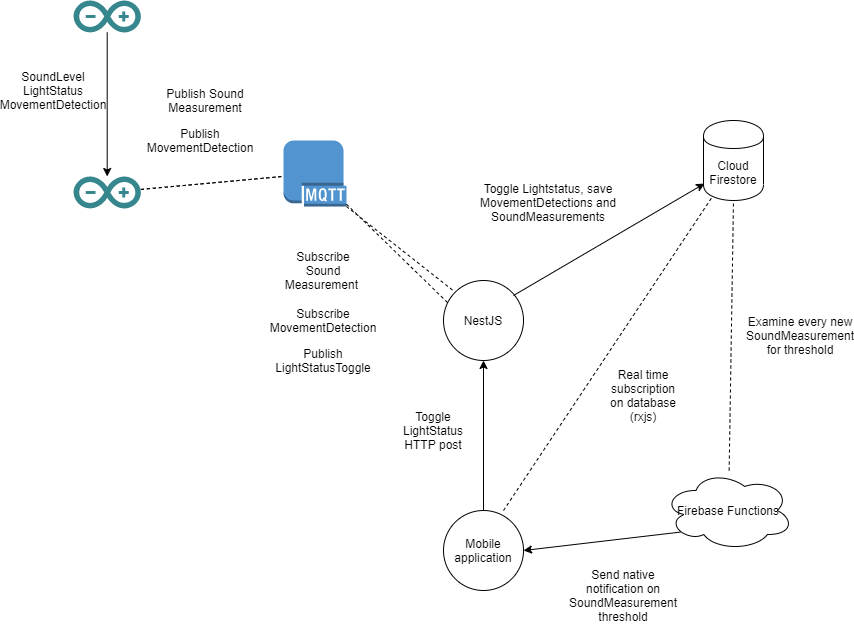 SoundLevel
LightStatus
MovementDetection
Publish Sound
Measurement
Publish
MovementDetection
MQTT
Cloud
Firestore
Toggle Lightstatus, save
MovementDetections and
SoundMeasurements
Subscribe
Sound
Measurement
Subscribe
MovementDetection
Publish
LightStatusToggle
NestJS
Examine every new
SoundMeasurement
for threshold
Real time
subscription
on database
(rxjs)
Toggle
LightStatus
HTTP post
Firebase Functions
Mobile
application
Send native
notification on
SoundMeasurement
threshold